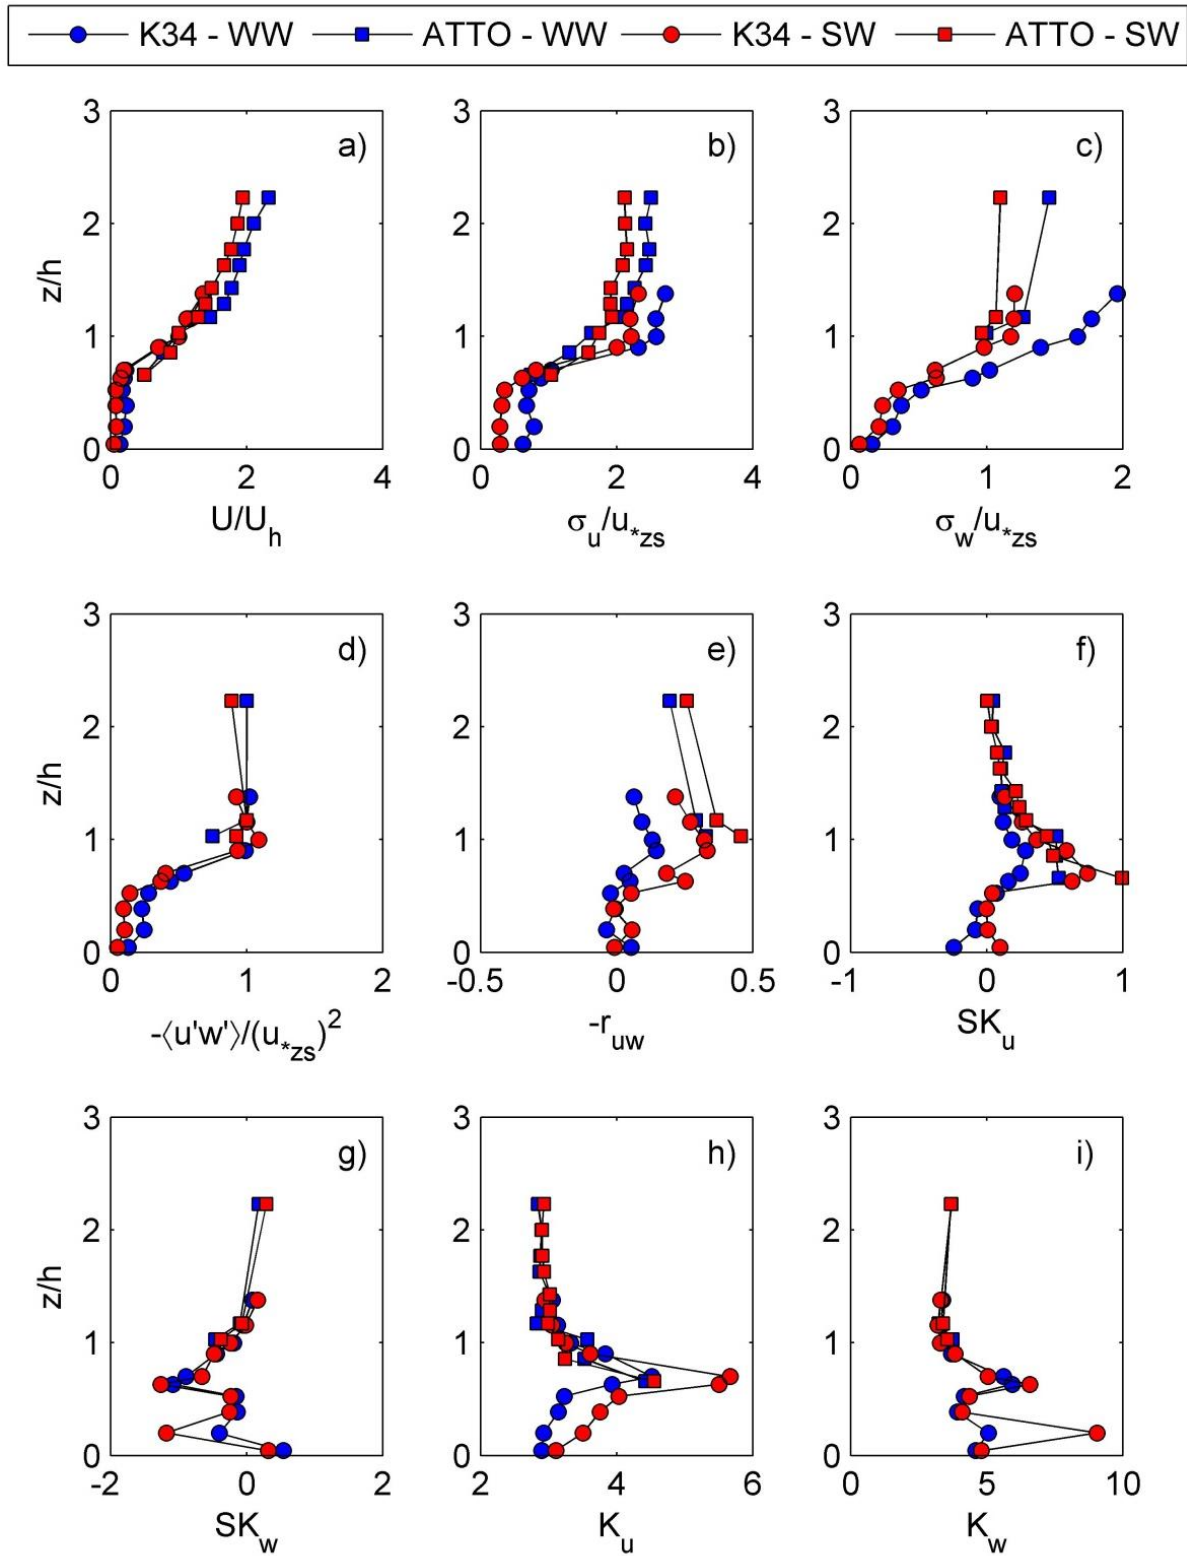 K34 - WW ATTO - WW K34 - SW ATTO - SW
a) b) c)
3 3 3
2 2 2
1 1 1
0 0 0
z/h
0 2 4 0 2 4 0 1 2
U/U_h σ_u/u_*zs σ_w/u_*zs
d) e) f)
3 3 3
2 2 2
1 1 1
0 0 0
z/h
0 1 2 -0.5 0 0.5 -1 0 1
-⟨u'w'⟩/(u_*zs)^2 -r_uw SK_u
g) h) i)
3 3 3
2 2 2
1 1 1
0 0 0
z/h
-2 0 2 2 4 6 0 5 10
SK_w K_u K_w